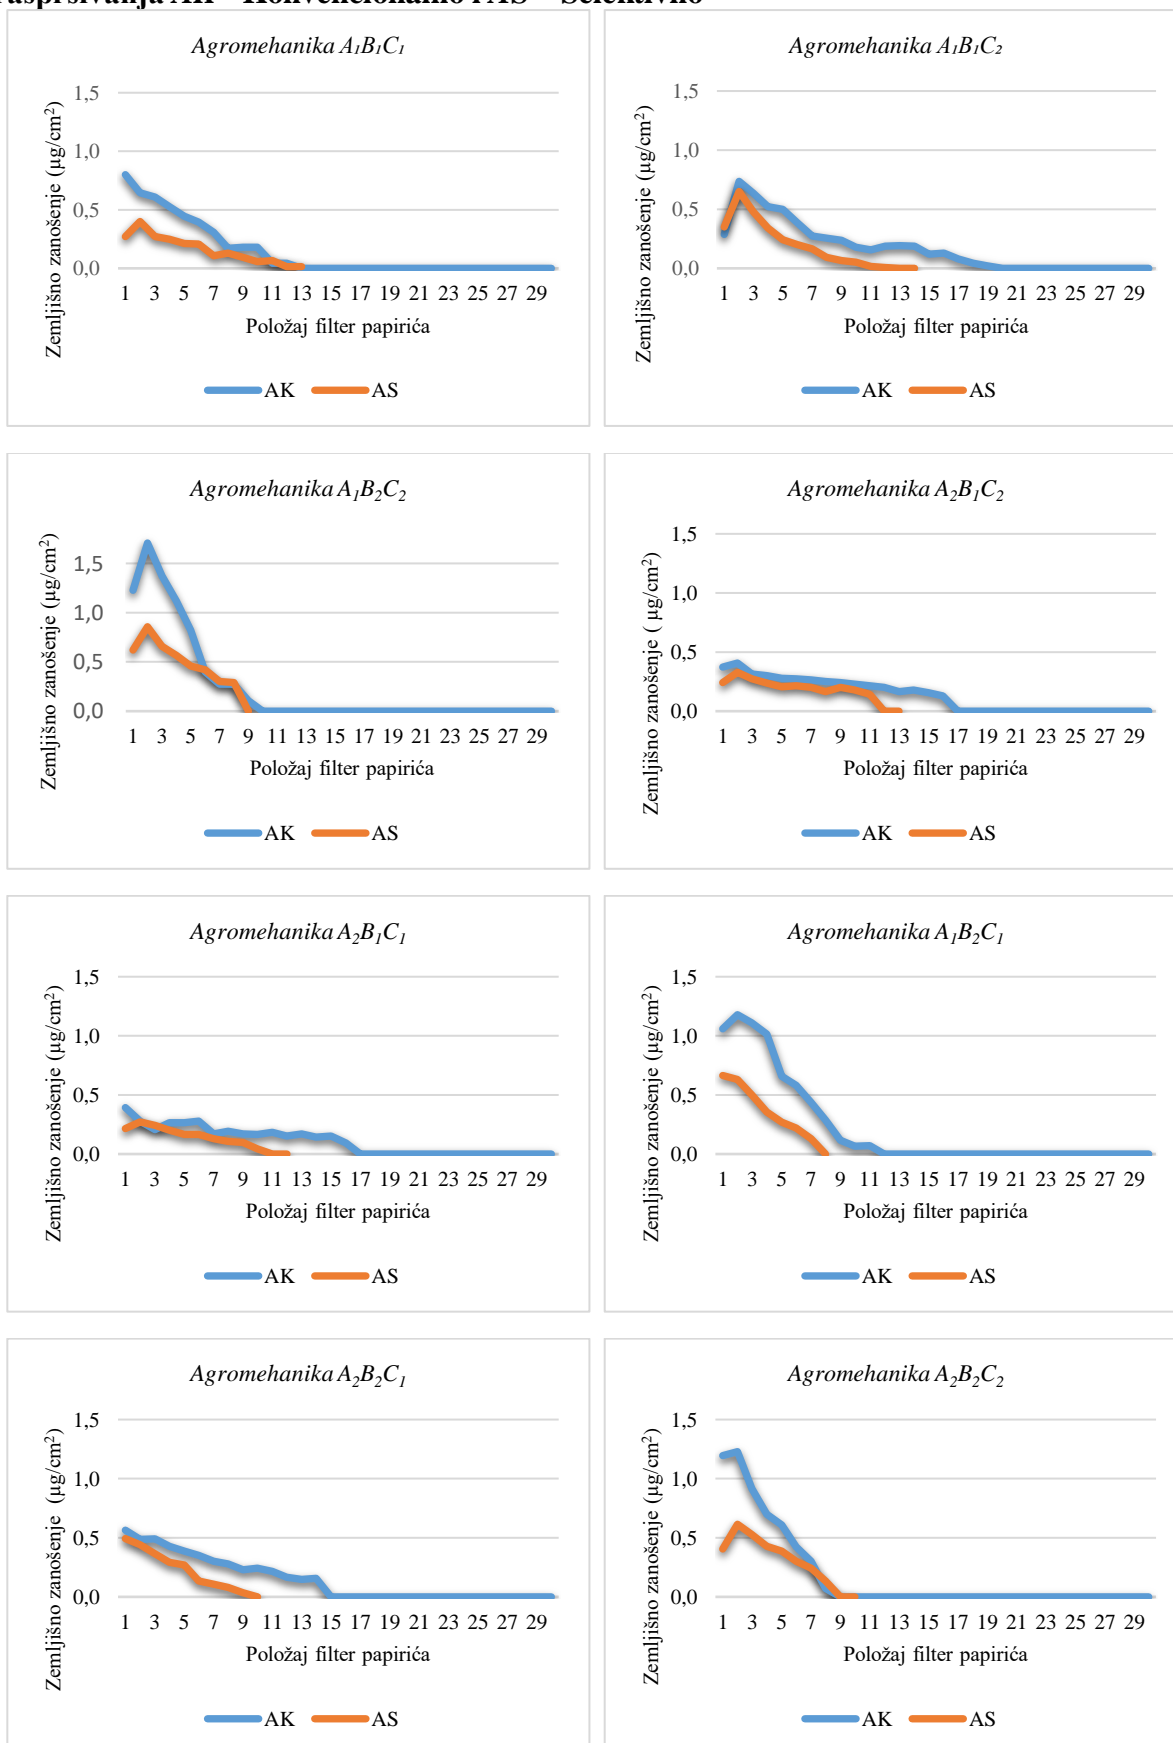 raspršivanja AK – Konvencionalno i AS – Selektivno
Agromehanika A₁B₁C₁
Zemljišno zanošenje (µg/cm²)
1,5
1,0
0,5
0,0
1 3 5 7 9 11 13 15 17 19 21 23 25 27 29
Položaj filter papirića
AK AS
Agromehanika A₁B₁C₂
Zemljišno zanošenje (µg/cm²)
1,5
1,0
0,5
0,0
1 3 5 7 9 11 13 15 17 19 21 23 25 27 29
Položaj filter papirića
AK AS
Agromehanika A₁B₂C₂
Zemljišno zanošenje (µg/cm²)
1,5
1,0
0,5
0,0
1 3 5 7 9 11 13 15 17 19 21 23 25 27 29
Položaj filter papirića
AK AS
Agromehanika A₂B₁C₂
Zemljišno zanošenje ( µg/cm²)
1,5
1,0
0,5
0,0
1 3 5 7 9 11 13 15 17 19 21 23 25 27 29
Položaj filter papirića
AK AS
Agromehanika A₂B₁C₁
Zemljišno zanošenje (µg/cm²)
1,5
1,0
0,5
0,0
1 3 5 7 9 11 13 15 17 19 21 23 25 27 29
Položaj filter papirića
AK AS
Agromehanika A₁B₂C₁
Zemljišno zanošenje (µg/cm²)
1,5
1,0
0,5
0,0
1 3 5 7 9 11 13 15 17 19 21 23 25 27 29
Položaj filter papirića
AK AS
Agromehanika A₂B₂C₁
Zemljišno zanošenje (µg/cm²)
1,5
1,0
0,5
0,0
1 3 5 7 9 11 13 15 17 19 21 23 25 27 29
Položaj filter papirića
AK AS
Agromehanika A₂B₂C₂
Zemljišno zanošenje (µg/cm²)
1,5
1,0
0,5
0,0
1 3 5 7 9 11 13 15 17 19 21 23 25 27 29
Položaj filter papirića
AK AS